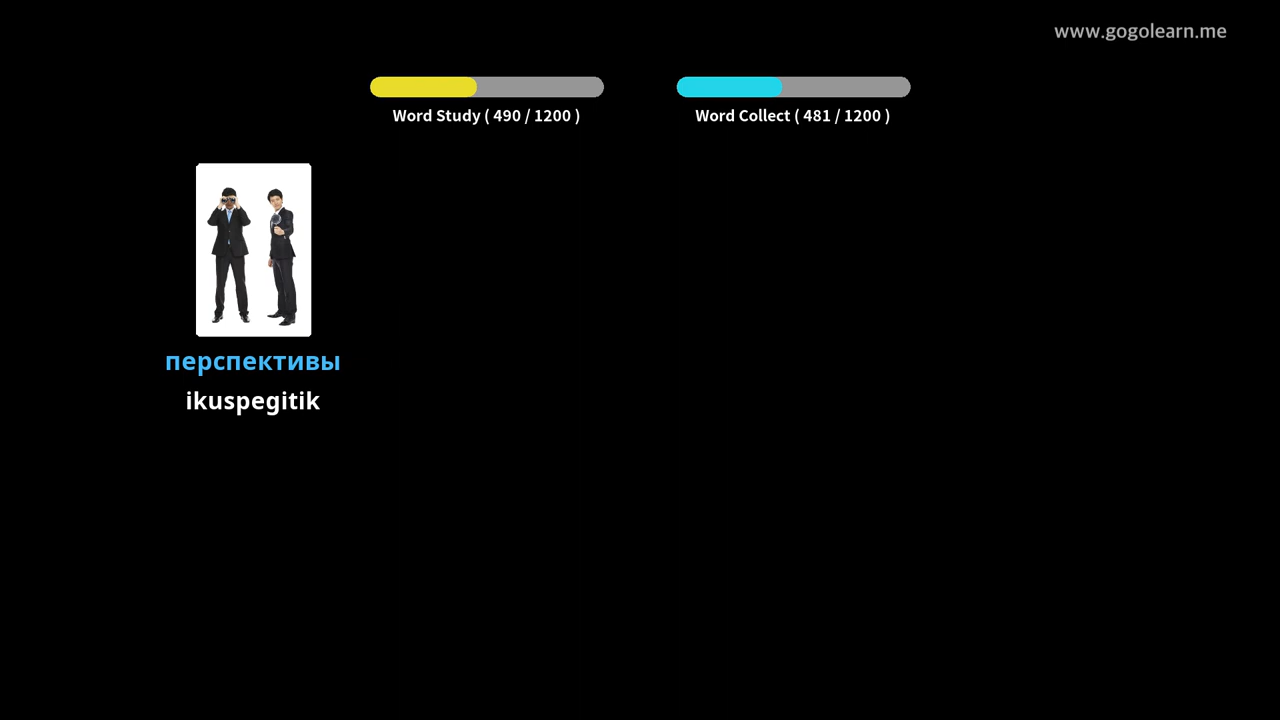 www.gogolearn.me
Word Study ( 490 / 1200 )
Word Collect ( 481 / 1200 )
перспективы
ikuspegitik